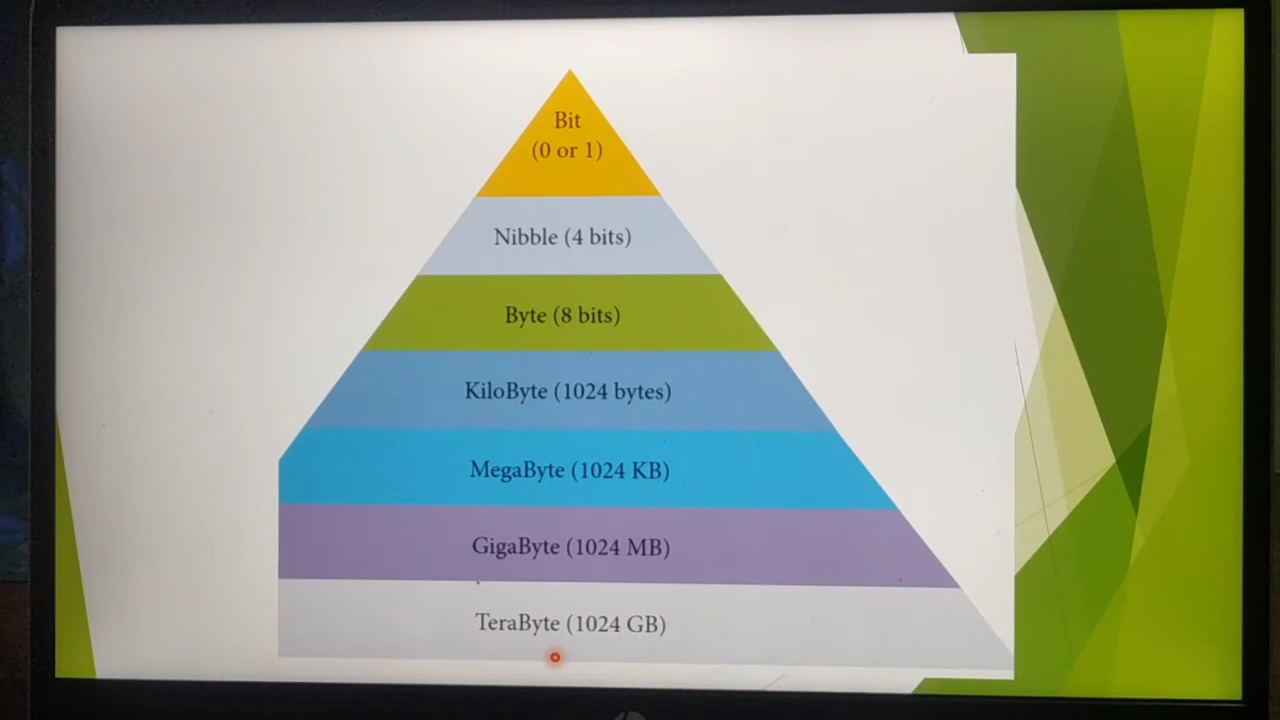 Bit
(0 or 1)
Nibble (4 bits)
Byte (8 bits)
KiloByte (1024 bytes)
MegaByte (1024 KB)
GigaByte (1024 MB)
TeraByte (1024 GB)